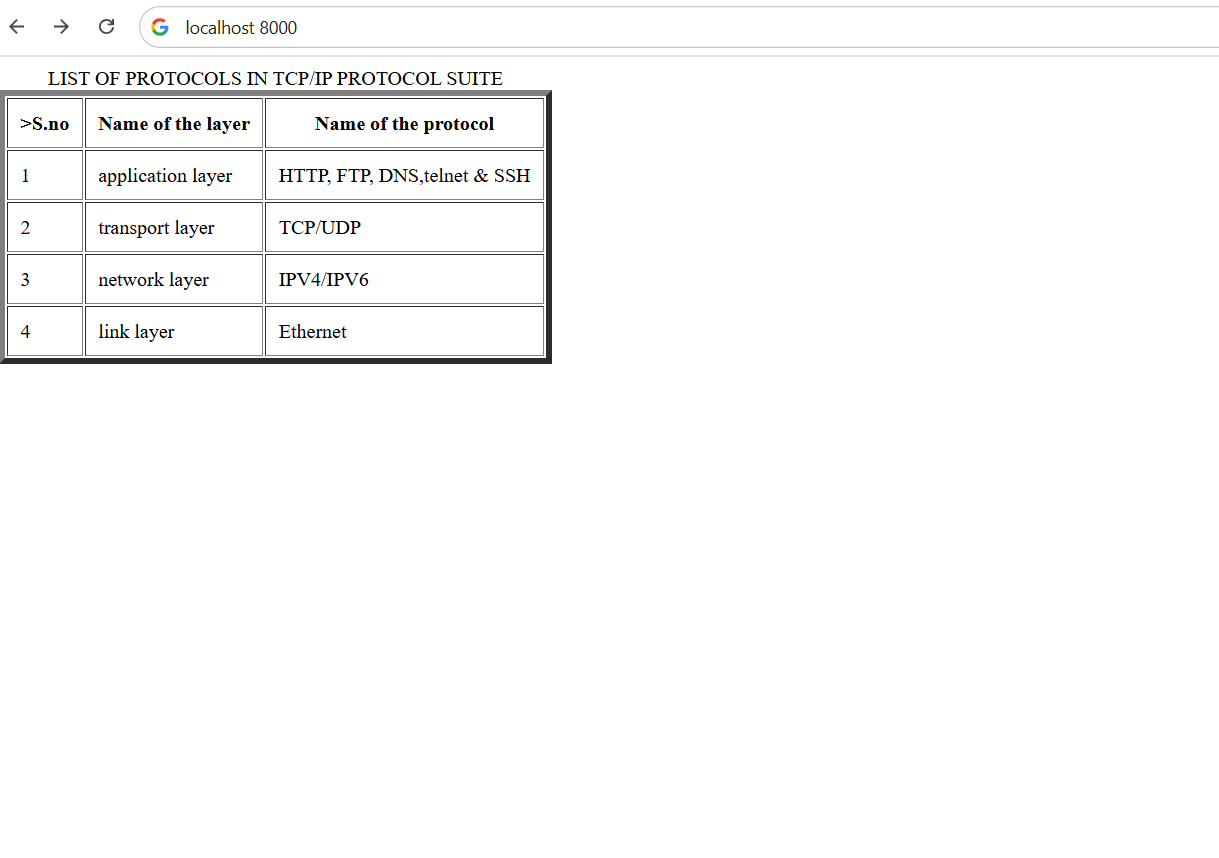 localhost 8000
LIST OF PROTOCOLS IN TCP/IP PROTOCOL SUITE
>S.no Name of the layer Name of the protocol
1 application layer HTTP, FTP, DNS,telnet & SSH
2 transport layer TCP/UDP
3 network layer IPV4/IPV6
4 link layer Ethernet